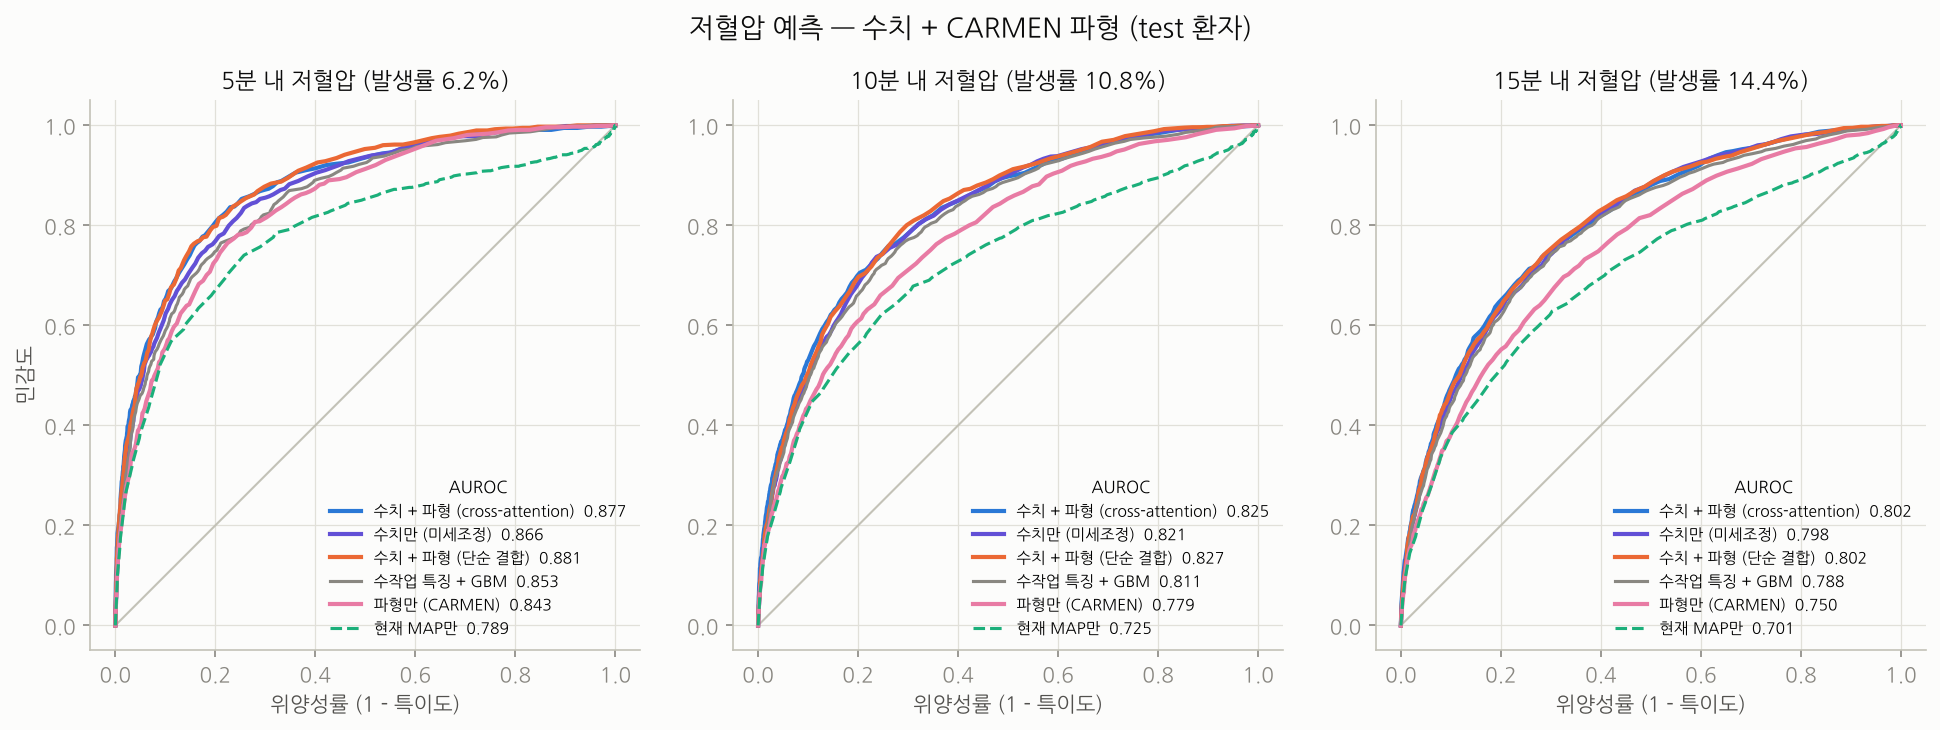 저혈압 예측 — 수치 + CARMEN 파형 (test 환자)
5분 내 저혈압 (발생률 6.2%)
민감도
1.0
0.8
0.6
0.4
0.2
0.0
AUROC
수치 + 파형 (cross-attention) 0.877
수치만 (미세조정) 0.866
수치 + 파형 (단순 결합) 0.881
수작업 특징 + GBM 0.853
파형만 (CARMEN) 0.843
현재 MAP만 0.789
0.0 0.2 0.4 0.6 0.8 1.0
위양성률 (1 - 특이도)
10분 내 저혈압 (발생률 10.8%)
1.0
0.8
0.6
0.4
0.2
0.0
AUROC
수치 + 파형 (cross-attention) 0.825
수치만 (미세조정) 0.821
수치 + 파형 (단순 결합) 0.827
수작업 특징 + GBM 0.811
파형만 (CARMEN) 0.779
현재 MAP만 0.725
0.0 0.2 0.4 0.6 0.8 1.0
위양성률 (1 - 특이도)
15분 내 저혈압 (발생률 14.4%)
1.0
0.8
0.6
0.4
0.2
0.0
AUROC
수치 + 파형 (cross-attention) 0.802
수치만 (미세조정) 0.798
수치 + 파형 (단순 결합) 0.802
수작업 특징 + GBM 0.788
파형만 (CARMEN) 0.750
현재 MAP만 0.701
0.0 0.2 0.4 0.6 0.8 1.0
위양성률 (1 - 특이도)